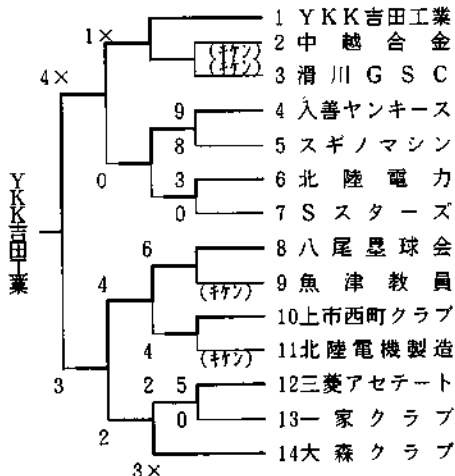 1 YKK吉田工業
1×
2 中越合金
(キケン)
(キケン)
3 滑川GSC
4×
9
4 入善ヤンキース
8
5 スギノマシン
0
3
6 北陸電力
0
7 Sスターズ
YKK吉田工業
6
8 八尾塁球会
4
9 魚津教員
(キケン)
10 上市西町クラブ
4
(キケン)
11 北陸電機製造
3
2
5
12 三菱アセテート
0
13 一家クラブ
2
14 大森クラブ
3×